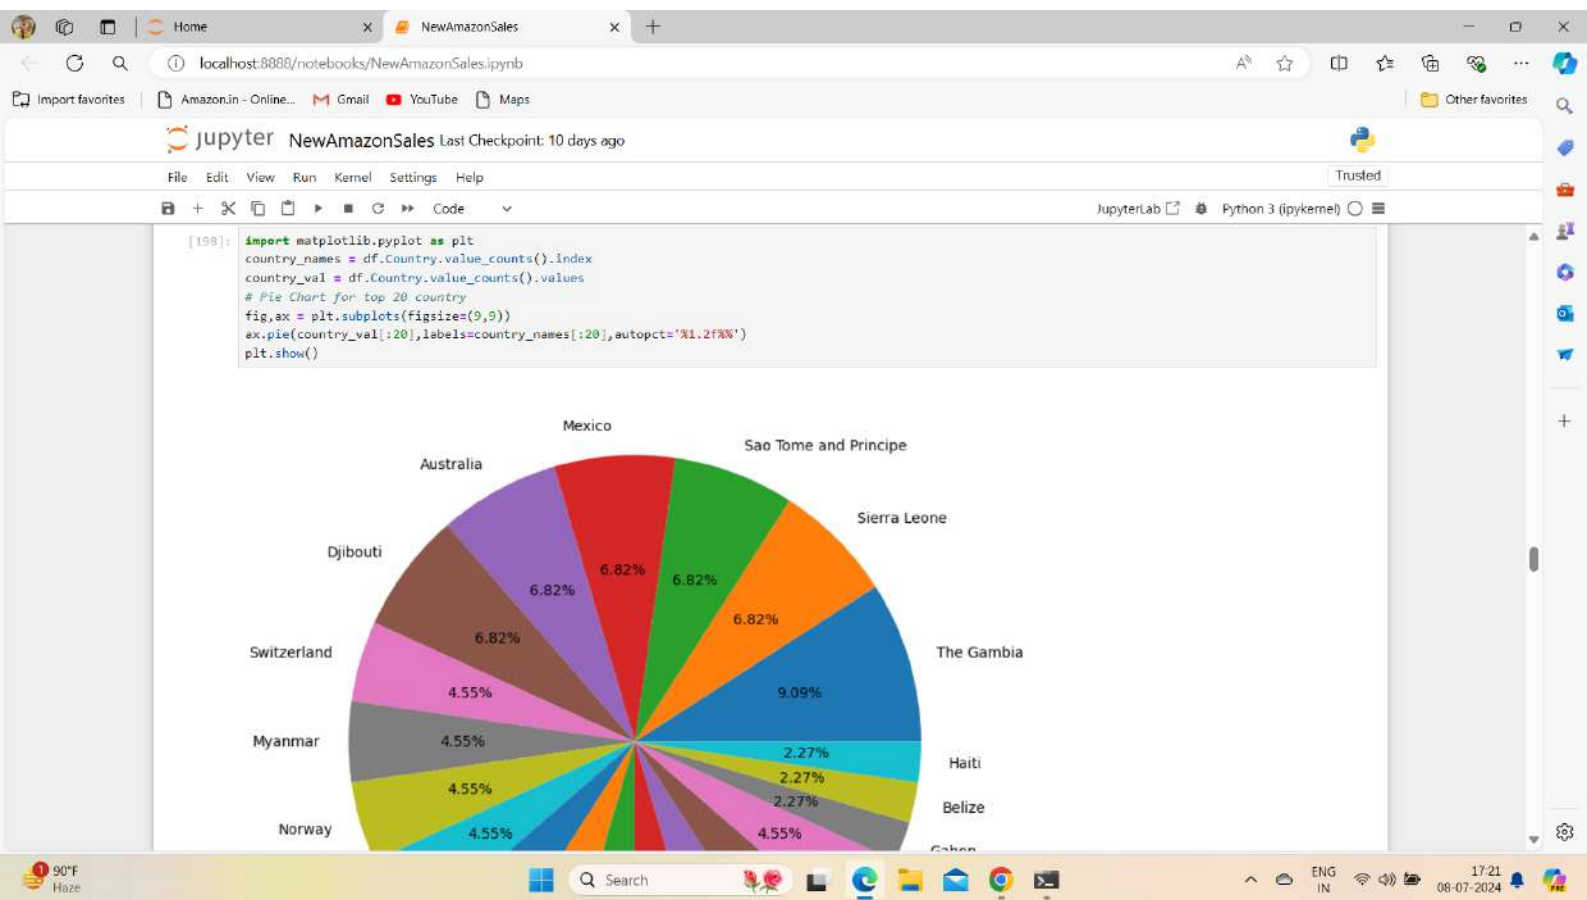 Home
NewAmazonSales
localhost:8888/notebooks/NewAmazonSales.ipynb
Import favorites
Amazon.in - Online...
Gmail
YouTube
Maps
Other favorites
jupyter NewAmazonSales Last Checkpoint: 10 days ago
File Edit View Run Kernel Settings Help
Trusted
Code
JupyterLab
Python 3 (ipykernel)
[198]:
import matplotlib.pyplot as plt
country_names = df.Country.value_counts().index
country_val = df.Country.value_counts().values
# Pie Chart for top 20 country
fig,ax = plt.subplots(figsize=(9,9))
ax.pie(country_val[:20],labels=country_names[:20],autopct='%1.2f%%')
plt.show()
Mexico
Sao Tome and Principe
Australia
Sierra Leone
Djibouti
6.82%
6.82%
6.82%
6.82%
6.82%
Switzerland
The Gambia
4.55%
9.09%
Myanmar
4.55%
2.27%
Haiti
2.27%
4.55%
2.27%
Belize
Norway
4.55%
4.55%
Gabon
1
90°F
Haze
Search
ENG
IN
17:21
08-07-2024
PRE